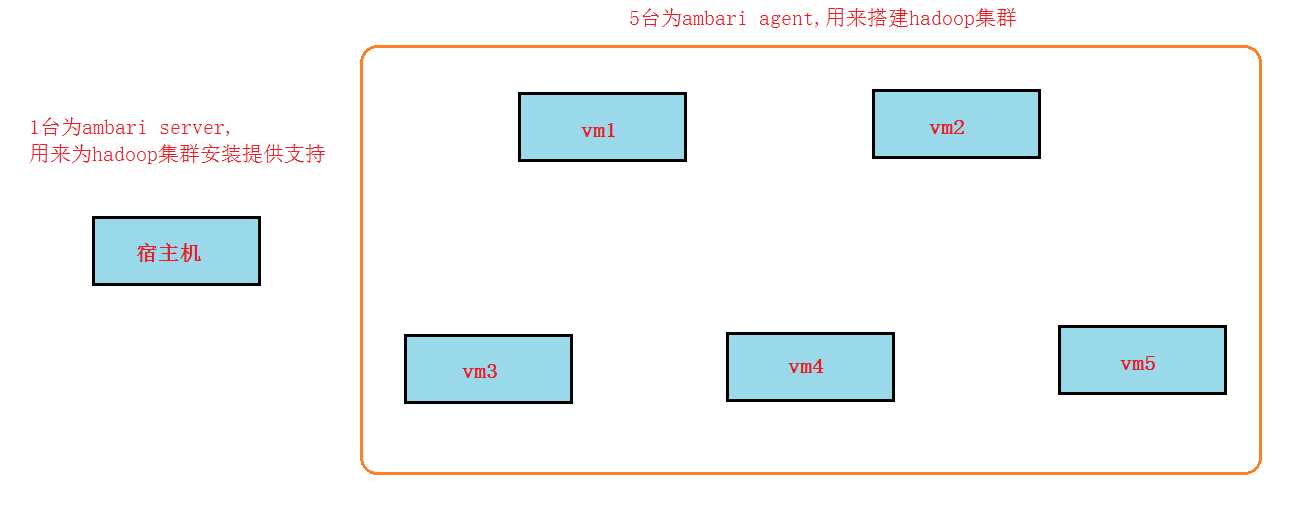 5台为ambari agent,用来搭建hadoop集群
1台为ambari server,
用来为hadoop集群安装提供支持
宿主机
vm1
vm2
vm3
vm4
vm5